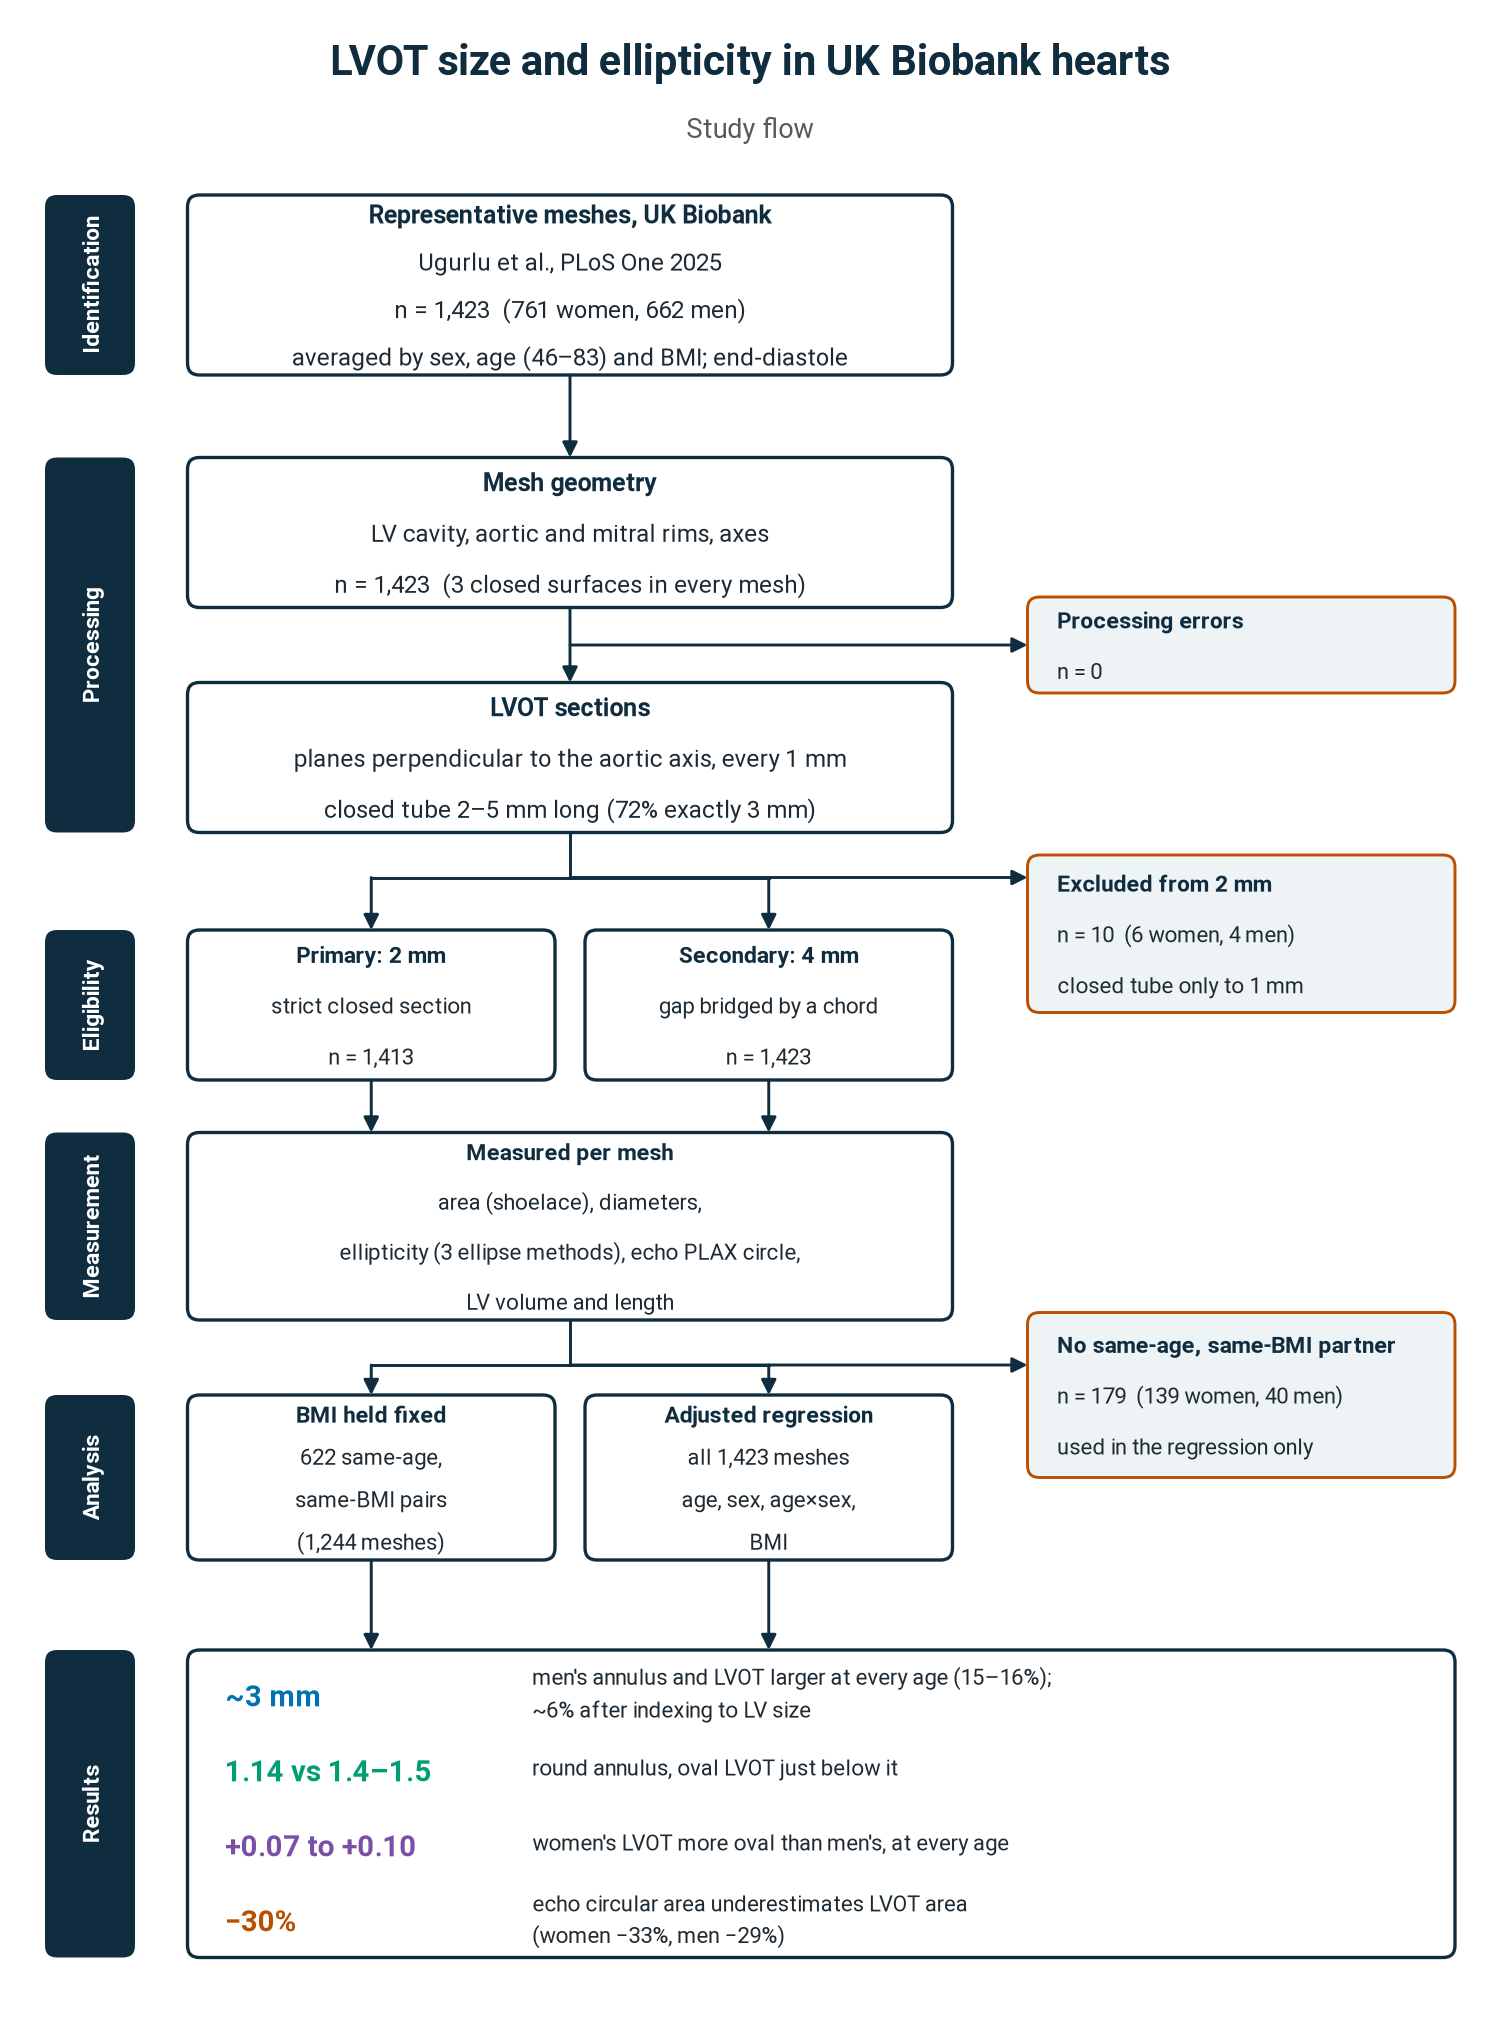 LVOT size and ellipticity in UK Biobank hearts
Study flow
Identification
Representative meshes, UK Biobank
Ugurlu et al., PLoS One 2025
n = 1,423 (761 women, 662 men)
averaged by sex, age (46–83) and BMI; end-diastole
Processing
Mesh geometry
LV cavity, aortic and mitral rims, axes
n = 1,423 (3 closed surfaces in every mesh)
Processing errors
n = 0
LVOT sections
planes perpendicular to the aortic axis, every 1 mm
closed tube 2–5 mm long (72% exactly 3 mm)
Excluded from 2 mm
n = 10 (6 women, 4 men)
closed tube only to 1 mm
Eligibility
Primary: 2 mm
strict closed section
n = 1,413
Secondary: 4 mm
gap bridged by a chord
n = 1,423
Measurement
Measured per mesh
area (shoelace), diameters,
ellipticity (3 ellipse methods), echo PLAX circle,
LV volume and length
No same-age, same-BMI partner
n = 179 (139 women, 40 men)
used in the regression only
Analysis
BMI held fixed
622 same-age,
same-BMI pairs
(1,244 meshes)
Adjusted regression
all 1,423 meshes
age, sex, age×sex,
BMI
Results
~3 mm
men's annulus and LVOT larger at every age (15–16%);
~6% after indexing to LV size
1.14 vs 1.4–1.5
round annulus, oval LVOT just below it
+0.07 to +0.10
women's LVOT more oval than men's, at every age
−30%
echo circular area underestimates LVOT area
(women −33%, men −29%)